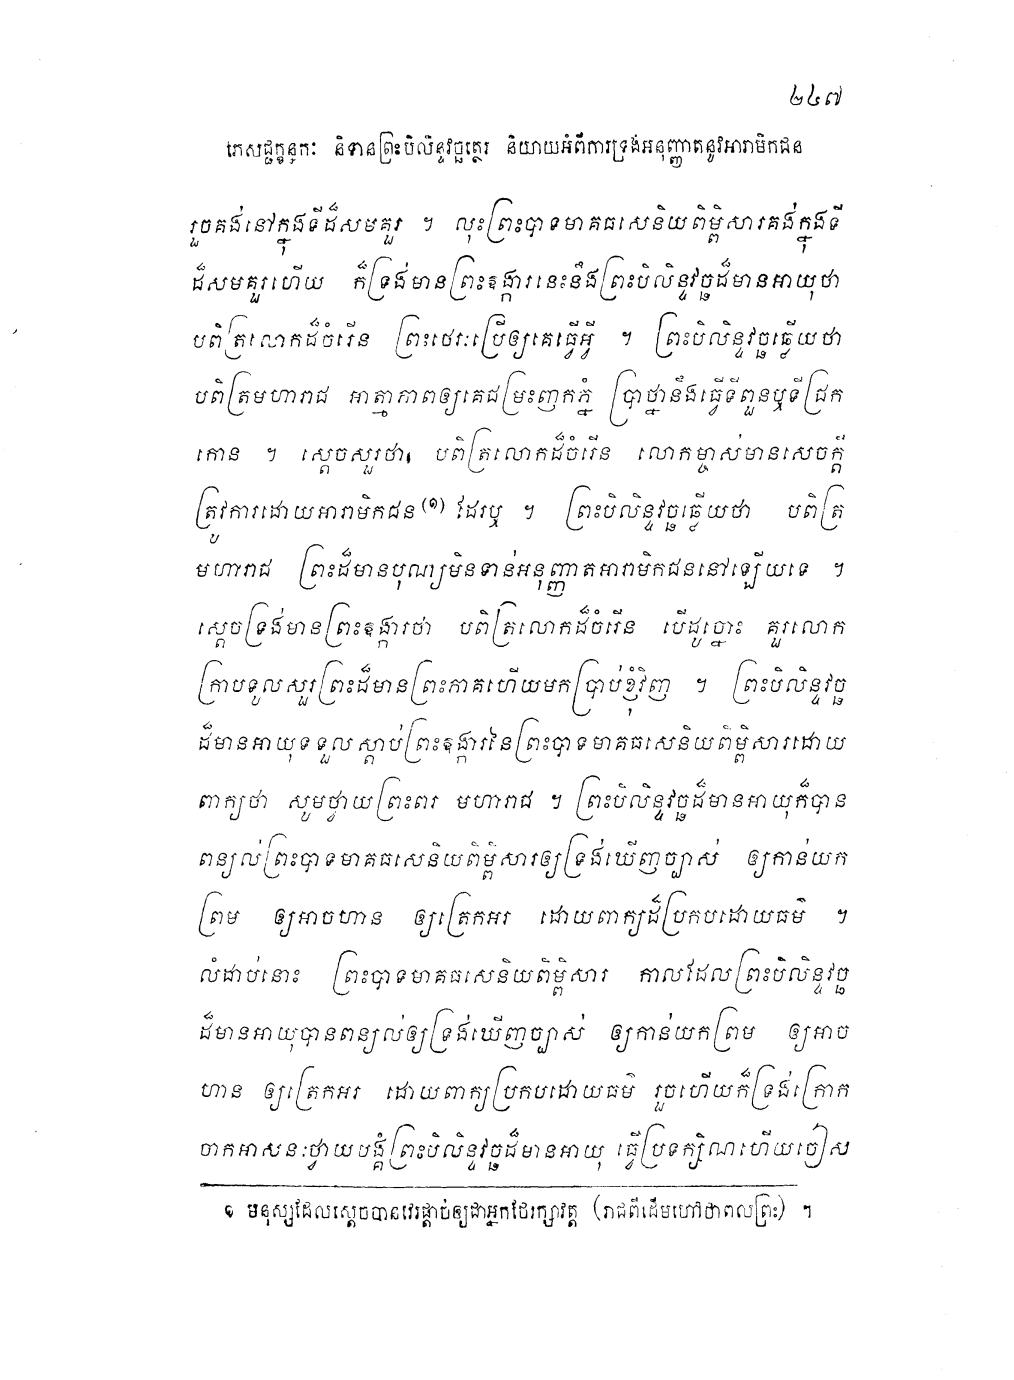 ២៤៧
ភេសជ្ជក្ខន្ធកៈ និទានព្រះបិលិន្ទវច្ឆត្ថេរ និយាយអំពីការទ្រង់អនុញ្ញាតនូវអារាមិកជន
រួចគង់នៅក្នុងទីដ៏សមគួរ ។ លុះព្រះបាទមាគធសេនិយពិម្ពិសារគង់ក្នុងទី
ដ៏សមគួរហើយ ក៏ទ្រង់មានព្រះឧង្ការនេះនឹងព្រះបិលិន្ទវច្ឆដ៏មានអាយុថា
បពិត្រលោកដ៏ចំរើន ព្រះថេរៈប្រើឲ្យគេធ្វើអ្វី ។ ព្រះបិលិន្ទវច្ឆឆ្លើយថា
បពិត្រមហារាជ អាត្មាភាពឲ្យគេជម្រះញកភ្នំ ប្រាថ្នានឹងធ្វើទីពួនឬទីជ្រក
កោន ។ ស្តេចសួរថា បពិត្រលោកដ៏ចំរើន លោកម្ចាស់មានសេចក្តី
ត្រូវការដោយអារាមិកជន(១) ដែរឬ ។ ព្រះបិលិន្ទវច្ឆឆ្លើយថា បពិត្រ
មហារាជ ព្រះដ៏មានបុណ្យមិនទាន់អនុញ្ញាតអារាមិកជននៅឡើយទេ ។
ស្តេចទ្រង់មានព្រះឧង្ការថា បពិត្រលោកដ៏ចំរើន បើដូច្នោះ គួរលោក
ក្រាបទូលសួរព្រះដ៏មានព្រះភាគហើយមកប្រាប់ខ្ញុំវិញ ។ ព្រះបិលិន្ទវច្ឆ
ដ៏មានអាយុទទួលស្តាប់ព្រះឧង្ការនៃព្រះបាទមាគធសេនិយពិម្ពិសារដោយ
ពាក្យថា សូមថ្វាយព្រះពរ មហារាជ ។ ព្រះបិលិន្ទវច្ឆដ៏មានអាយុក៏បាន
ពន្យល់ព្រះបាទមាគធសេនិយពិម្ពិសារឲ្យទ្រង់ឃើញច្បាស់ ឲ្យកាន់យក
ព្រម ឲ្យអាចហាន ឲ្យត្រេកអរ ដោយពាក្យដ៏ប្រកបដោយធម៌ ។
លំដាប់នោះ ព្រះបាទមាគធសេនិយពិម្ពិសារ កាលដែលព្រះបិលិន្ទវច្ឆ
ដ៏មានអាយុបានពន្យល់ឲ្យទ្រង់ឃើញច្បាស់ ឲ្យកាន់យកព្រម ឲ្យអាច
ហាន ឲ្យត្រេកអរ ដោយពាក្យប្រកបដោយធម៌ រួចហើយក៏ទ្រង់ក្រោក
ចាកអាសនៈថ្វាយបង្គំព្រះបិលិន្ទវច្ឆដ៏មានអាយុ ធ្វើប្រទក្សិណហើយចៀស
១ មនុស្សដែលស្តេចបានវេរផ្តាច់ឲ្យជាអ្នកថែរក្សាវត្ត (រាជពីដើមហៅថាពលព្រះ) ។